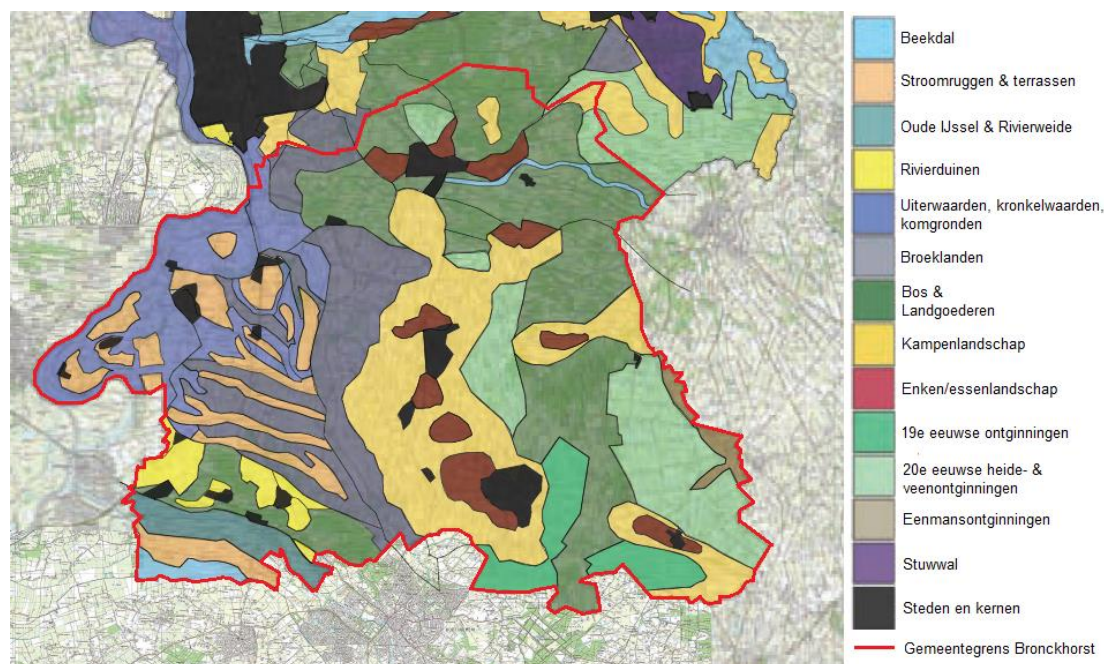 Beekdal
Stroomruggen & terrassen
Oude IJssel & Rivierweide
Rivierduinen
Uiterwaarden, kronkelwaarden,
komgronden
Broeklanden
Bos &
Landgoederen
Kampenlandschap
Enken/essenlandschap
19e eeuwse ontginningen
20e eeuwse heide- &
veenontginningen
Eenmansontginningen
Stuwwal
Steden en kernen
Gemeentegrens Bronckhorst